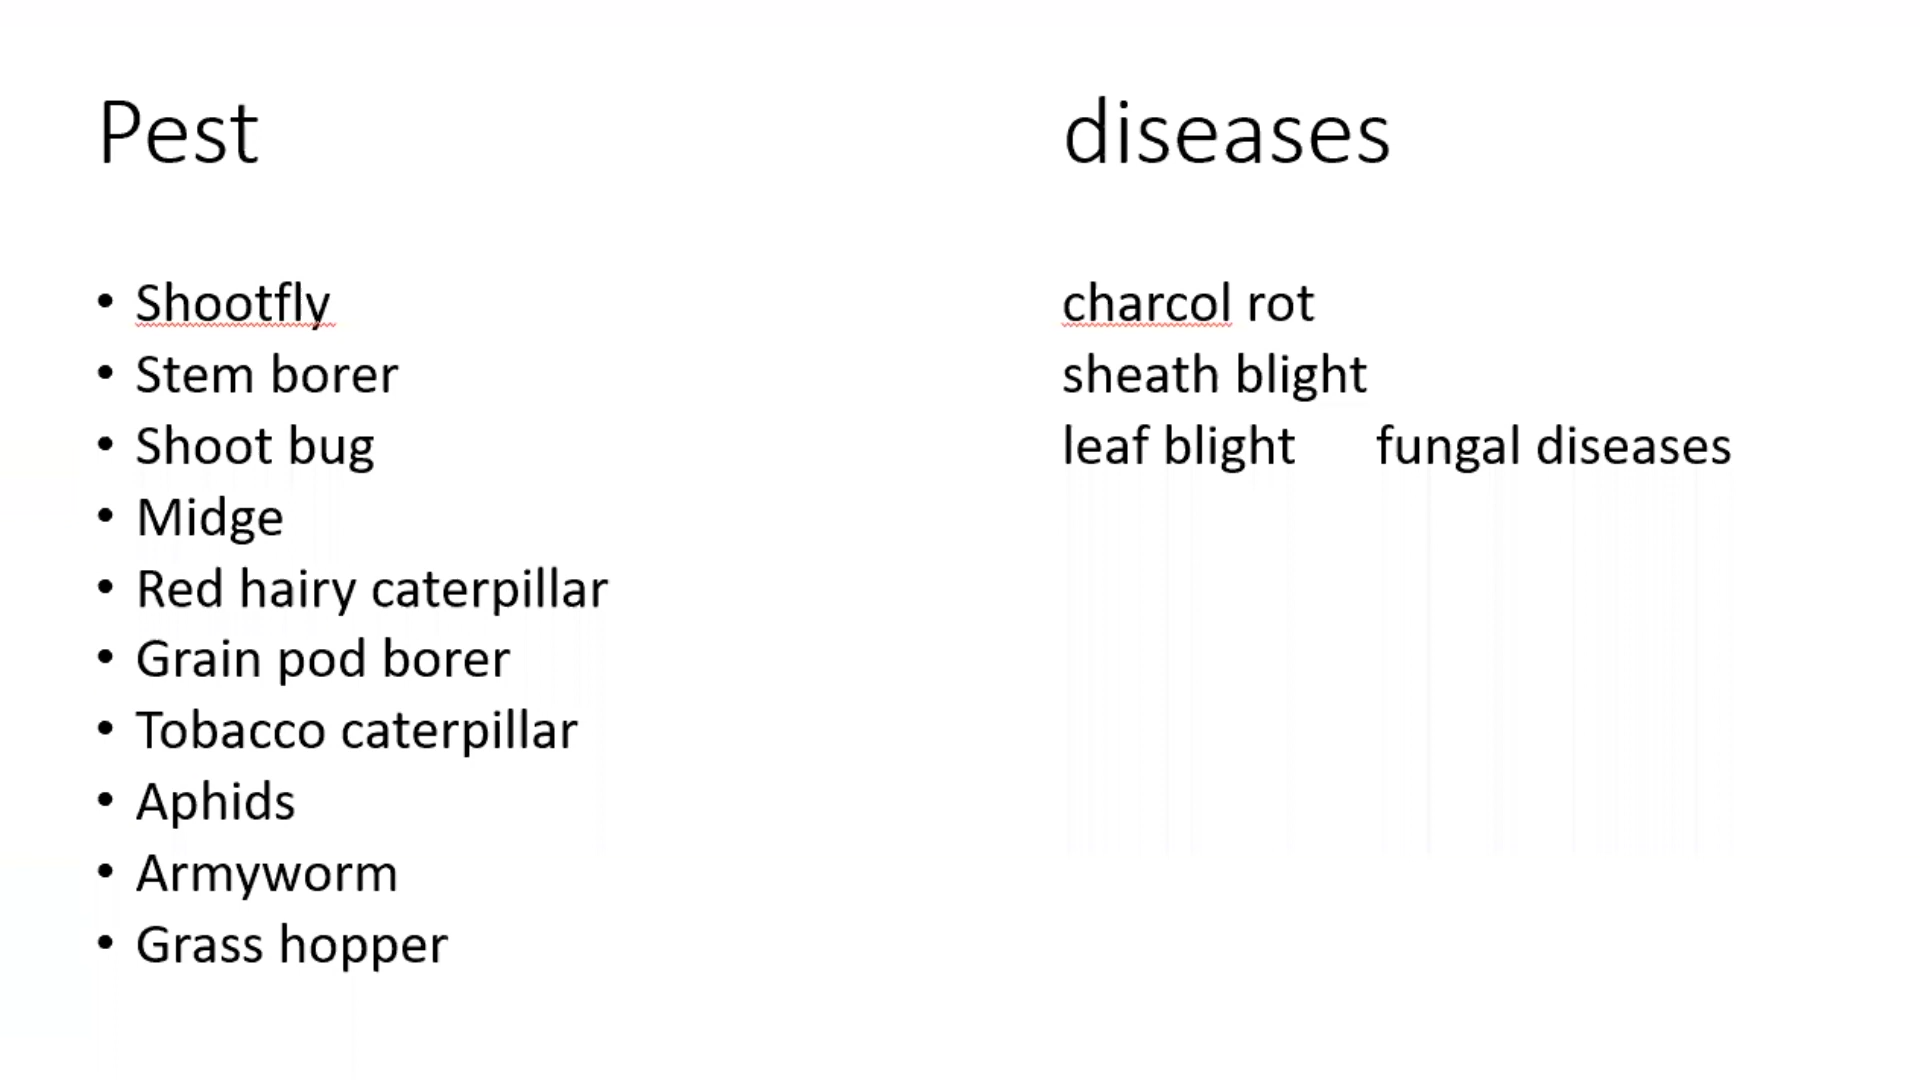 Pest
• Shootfly
• Stem borer
• Shoot bug
• Midge
• Red hairy caterpillar
• Grain pod borer
• Tobacco caterpillar
• Aphids
• Armyworm
• Grass hopper
diseases
charcol rot
sheath blight
leaf blight fungal diseases